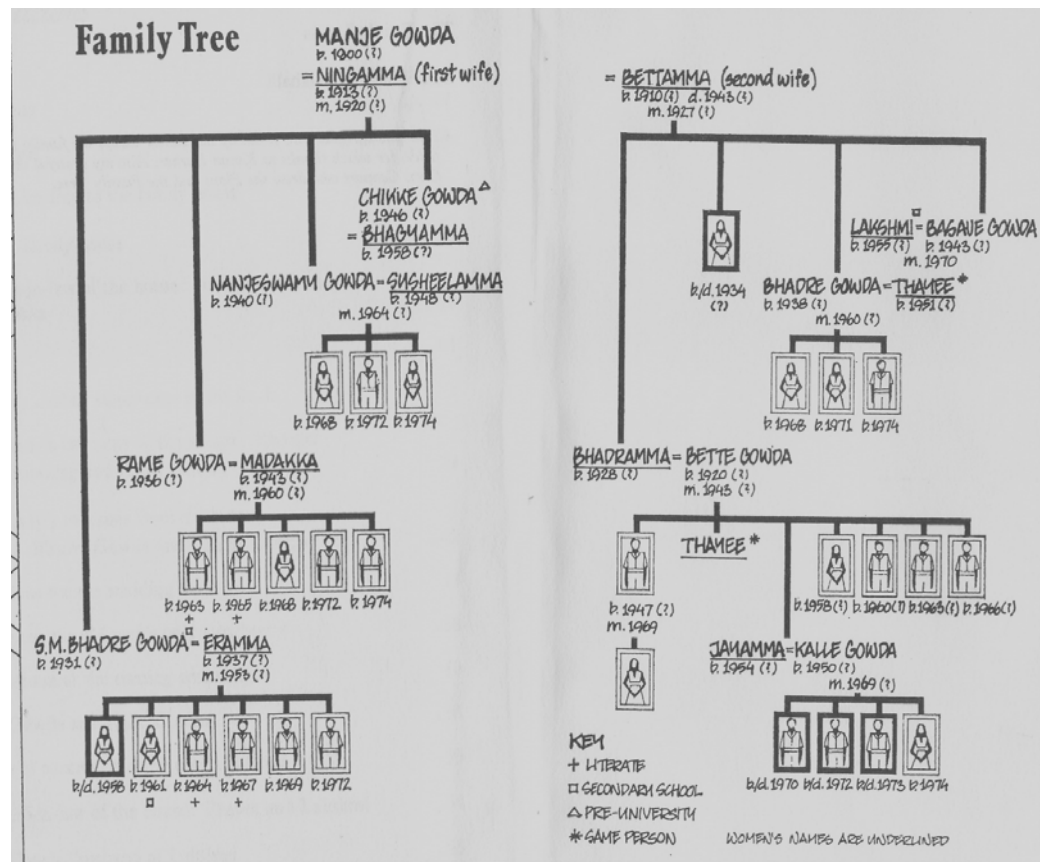 Family Tree
MANJE GOWDA
b. 1900 (?)
= NINGAMMA (first wife)
b. 1913 (?)
m. 1920 (?)
= BETTAMMA (second wife)
b. 1910 (?) d. 1943 (?)
m. 1927 (?)
CHIKKE GOWDA △
b. 1946 (?)
= BHAGYAMMA
b. 1958 (?)
NANJESWAMY GOWDA = SUSHEELAMMA
b. 1940 (?) b. 1948 (?)
m. 1964 (?)
b. 1968 b. 1972 b. 1974
RAME GOWDA = MADAKKA
b. 1936 (?) b. 1943 (?)
m. 1960 (?)
b. 1963 b. 1965 b. 1968 b. 1972 b. 1974
+ +
□
S.M. BHADRE GOWDA = ERAMMA
b. 1931 (?) b. 1937 (?)
m. 1953 (?)
b/d. 1958 b. 1961 b. 1964 b. 1967 b. 1969 b. 1972
□ + +
b/d. 1934
(?)
□
LAKSHMI = BAGAVE GOWDA
b. 1955 (?) b. 1943 (?)
m. 1970
BHADRE GOWDA = THAYEE *
b. 1938 (?) b. 1951 (?)
m. 1960 (?)
b. 1968 b. 1971 b. 1974
BHADRAMMA = BETTE GOWDA
b. 1928 (?) b. 1920 (?)
m. 1943 (?)
THAYEE *
b. 1947 (?)
m. 1969
b. 1958 (?) b. 1960 (?) b. 1963 (?) b. 1966 (?)
JAYAMMA = KALLE GOWDA
b. 1954 (?) b. 1950 (?)
m. 1969 (?)
b/d. 1970 b/d. 1972 b/d. 1973 b. 1974
KEY
+ LITERATE
□ SECONDARY SCHOOL
△ PRE-UNIVERSITY
* SAME PERSON
WOMEN'S NAMES ARE UNDERLINED